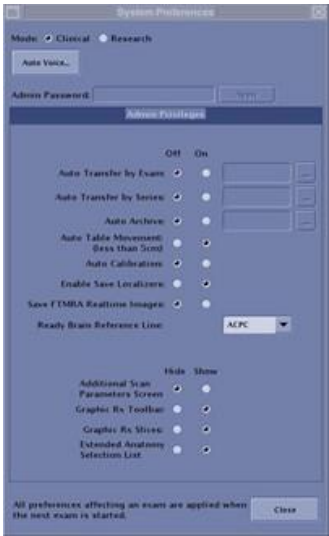 System Preferences
Mode: Clinical Research
Auto Voice...
Admin Password:
Admin Privileges
Off On
Auto Transfer by Exam:
Auto Transfer by Series:
Auto Archive:
Auto Table Movement:
(less than 5cm)
Auto Calibration:
Enable Save Localizers:
Save FTMRA Realtime Images:
Ready Brain Reference Line: ACPC
Hide Show
Additional Scan
Parameters Screen
Graphic Rx Toolbar:
Graphic Rx Slices:
Extended Anatomy
Selection List
All preferences affecting an exam are applied when
the next exam is started.
Close